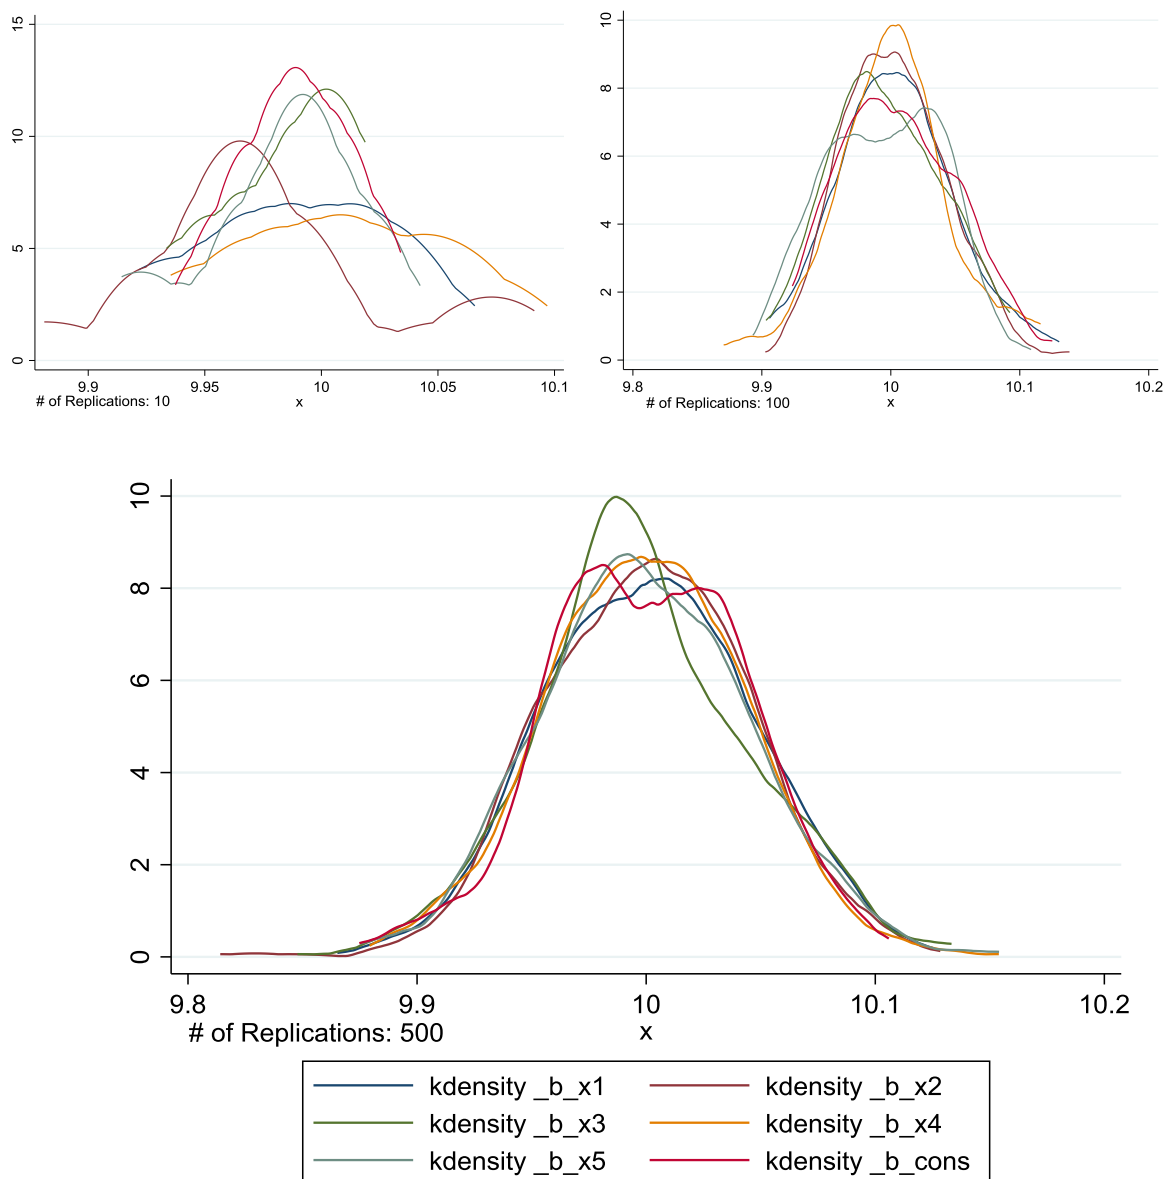 15
10
5
0
9.9 9.95 10 10.05 10.1
# of Replications: 10 x
10
8
6
4
2
0
9.8 9.9 10 10.1 10.2
# of Replications: 100 x
10
8
6
4
2
0
9.8 9.9 10 10.1 10.2
# of Replications: 500 x
kdensity _b_x1 kdensity _b_x2
kdensity _b_x3 kdensity _b_x4
kdensity _b_x5 kdensity _b_cons